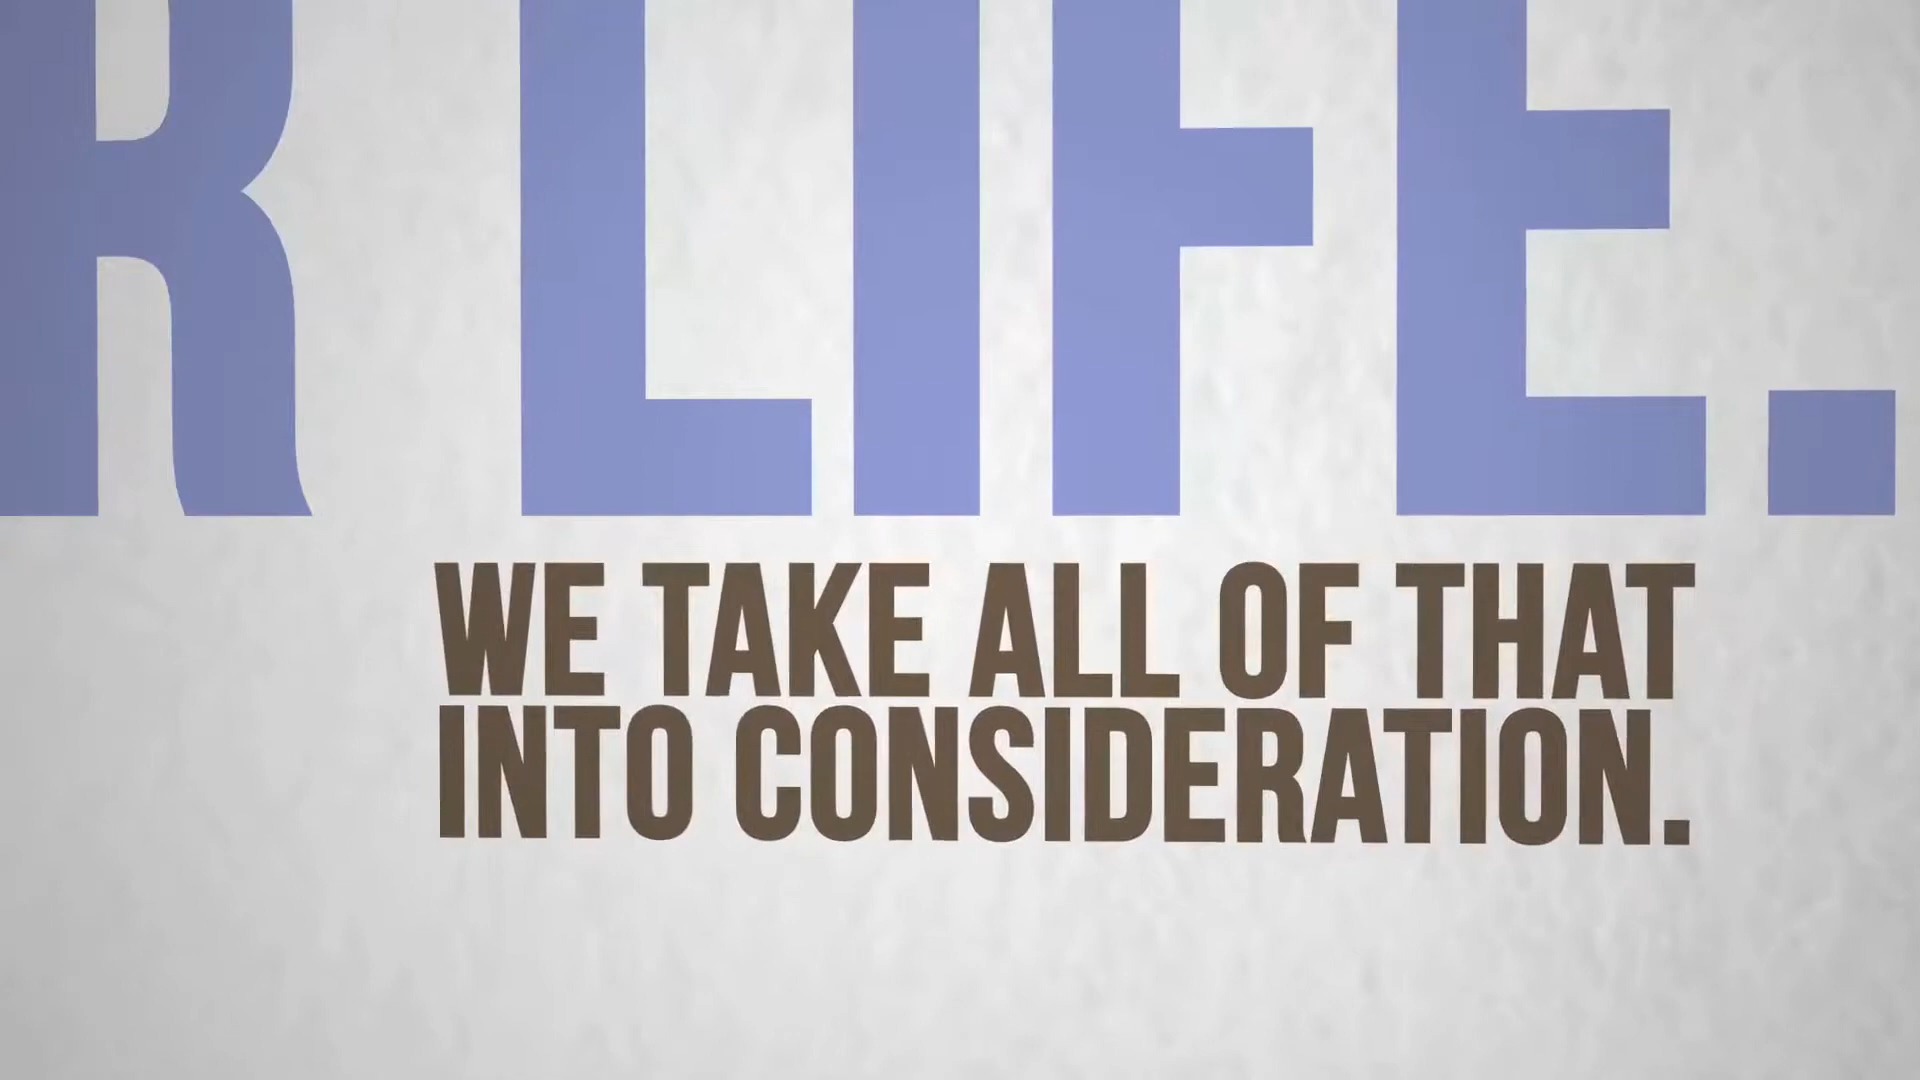 R LIFE.
WE TAKE ALL OF THAT
INTO CONSIDERATION.